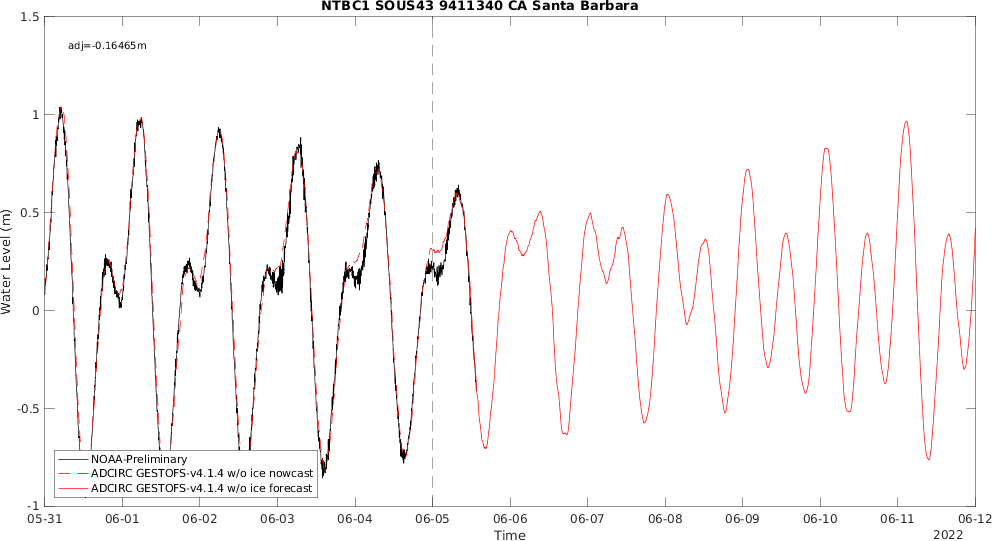 NTBC1 SOUS43 9411340 CA Santa Barbara
adj=-0.16465m
Water Level (m)
1.5
1
0.5
0
-0.5
-1
NOAA-Preliminary
ADCIRC GESTOFS-v4.1.4 w/o ice nowcast
ADCIRC GESTOFS-v4.1.4 w/o ice forecast
05-31 06-01 06-02 06-03 06-04 06-05 06-06 06-07 06-08 06-09 06-10 06-11 06-12
Time
2022